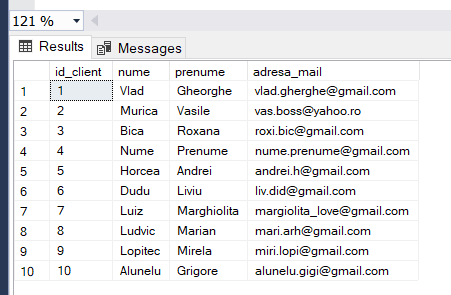 121 %
Results Messages
id_client nume prenume adresa_mail
1 1 Vlad Gheorghe vlad.gherghe@gmail.com
2 2 Murica Vasile vas.boss@yahoo.ro
3 3 Bica Roxana roxi.bic@gmail.com
4 4 Nume Prenume nume.prenume@gmail.com
5 5 Horcea Andrei andrei.h@gmail.com
6 6 Dudu Liviu liv.did@gmail.com
7 7 Luiz Marghiolita margiolita_love@gmail.com
8 8 Ludvic Marian mari.arh@gmail.com
9 9 Lopitec Mirela miri.lopi@gmail.com
10 10 Alunelu Grigore alunelu.gigi@gmail.com